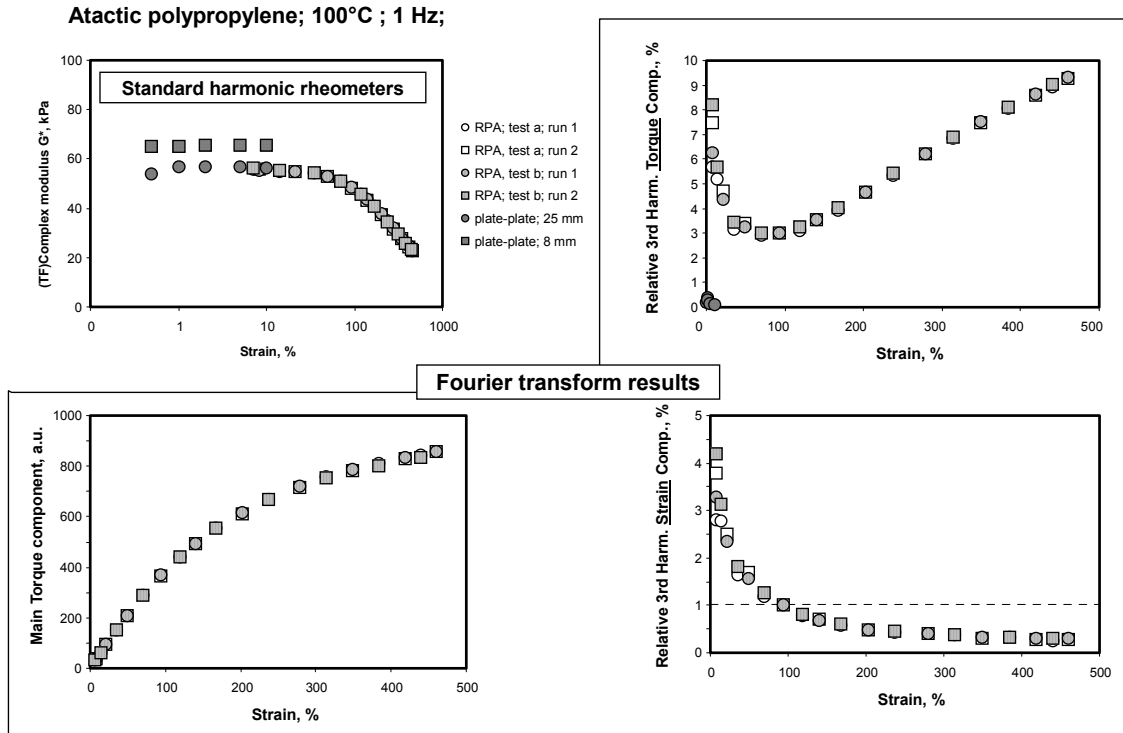 Atactic polypropylene; 100°C ; 1 Hz;
(TF)Complex modulus G*, kPa
100
80
60
40
20
0
Standard harmonic rheometers
0 1 10 100 1000
Strain, %
RPA; test a; run 1
RPA, test a; run 2
RPA; test b; run 1
RPA; test b; run 2
plate-plate; 25 mm
plate-plate; 8 mm
Relative 3rd Harm. Torque Comp., %
10
9
8
7
6
5
4
3
2
1
0
0 100 200 300 400 500
Strain, %
Fourier transform results
Main Torque component, a.u.
1000
800
600
400
200
0
0 100 200 300 400 500
Strain, %
Relative 3rd Harm. Strain Comp., %
5
4
3
2
1
0
0 100 200 300 400 500
Strain, %